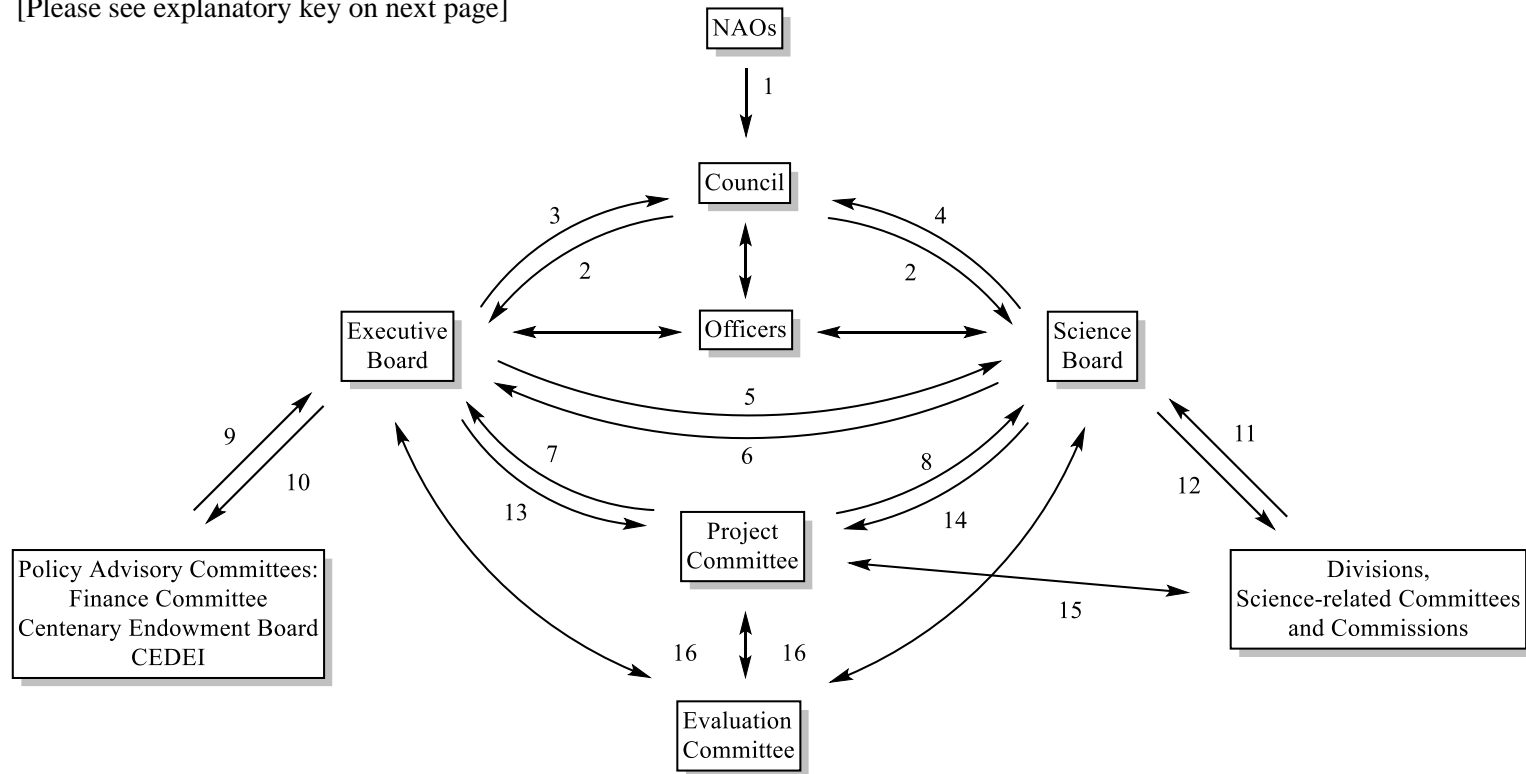 [Please see explanatory key on next page]
NAOs
1
Council
3
4
2
2
Executive
Board
Officers
Science
Board
5
9
6
7
8
11
10
12
13
14
Project
Committee
Policy Advisory Committees:
Finance Committee
Centenary Endowment Board
CEDEI
Divisions,
Science-related Committees
and Commissions
15
16
16
Evaluation
Committee